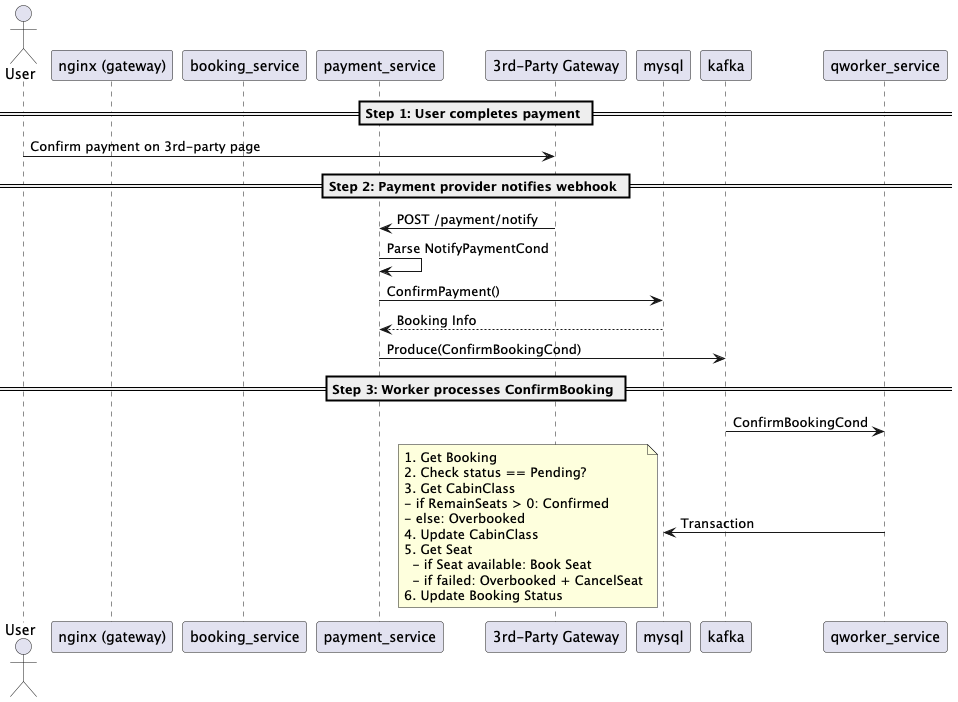 User
nginx (gateway)
booking_service
payment_service
3rd-Party Gateway
mysql
kafka
qworker_service
Step 1: User completes payment
Confirm payment on 3rd-party page
Step 2: Payment provider notifies webhook
POST /payment/notify
Parse NotifyPaymentCond
ConfirmPayment()
Booking Info
Produce(ConfirmBookingCond)
Step 3: Worker processes ConfirmBooking
ConfirmBookingCond
1. Get Booking
2. Check status == Pending?
3. Get CabinClass
- if RemainSeats > 0: Confirmed
- else: Overbooked
4. Update CabinClass
5. Get Seat
- if Seat available: Book Seat
- if failed: Overbooked + CancelSeat
6. Update Booking Status
Transaction
User
nginx (gateway)
booking_service
payment_service
3rd-Party Gateway
mysql
kafka
qworker_service